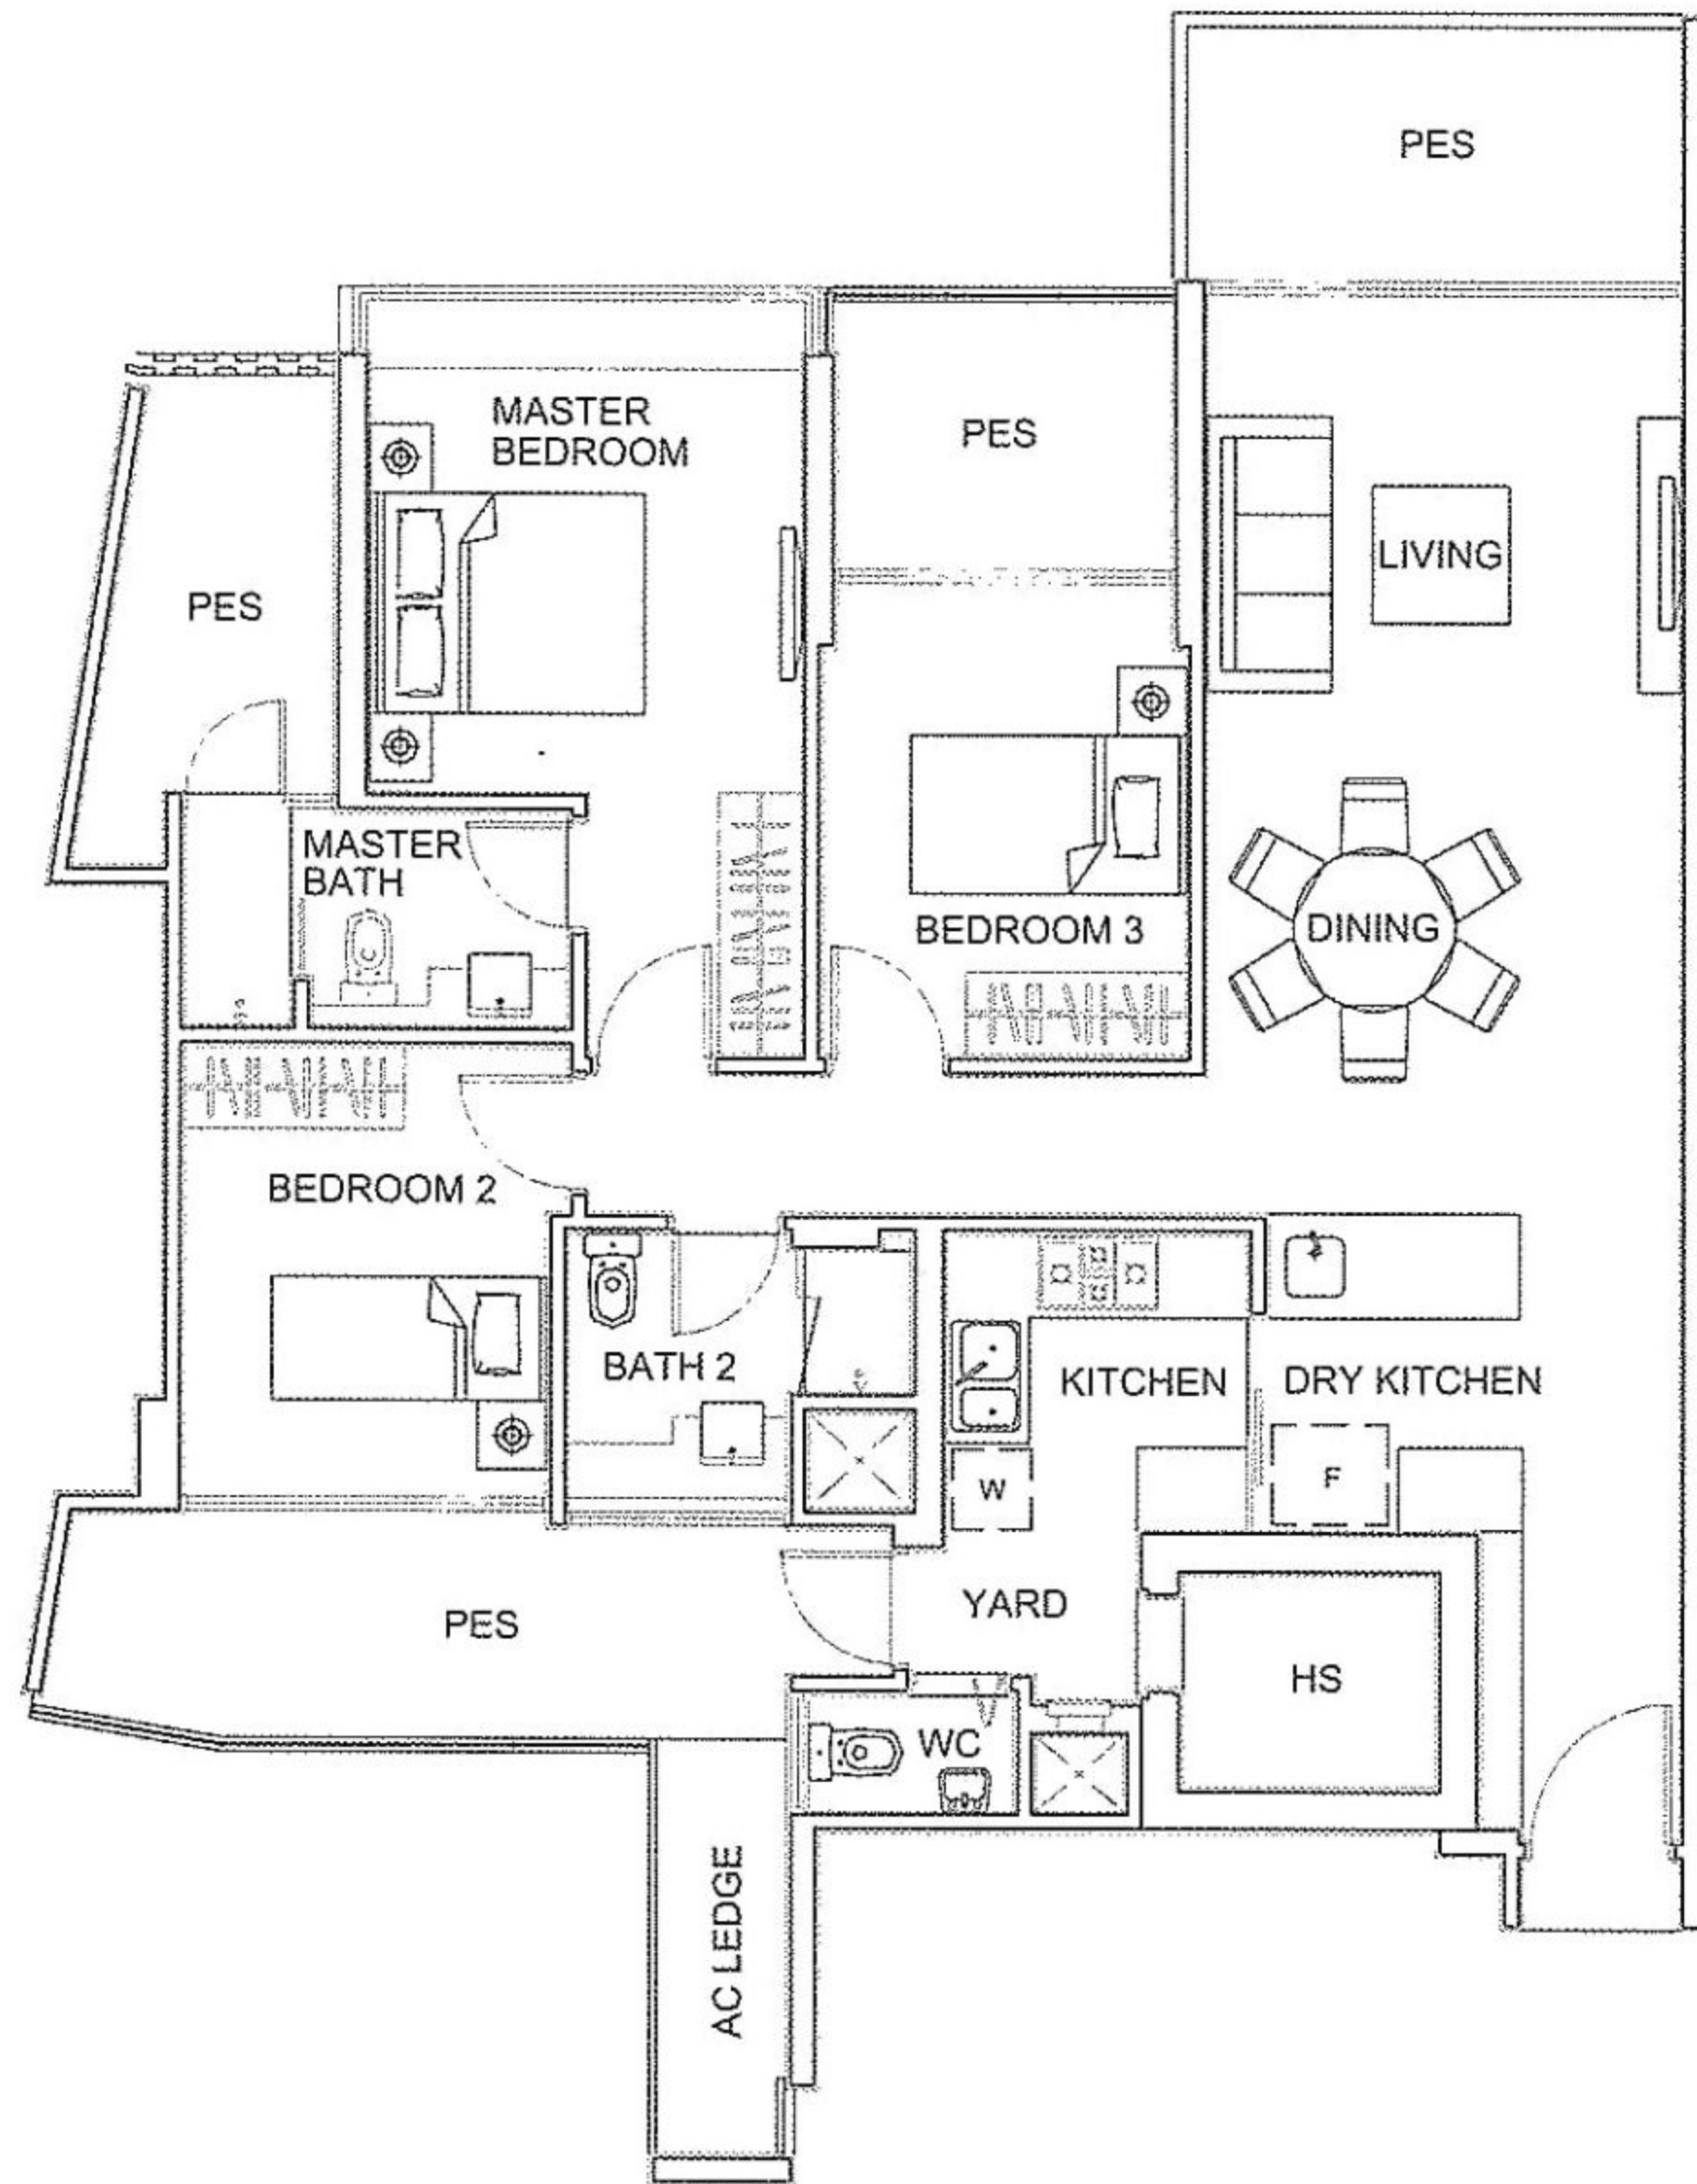 PES
MASTER
BEDROOM
PES
LIVING
PES
MASTER
BATH
BEDROOM 3
DINING
BEDROOM 2
BATH 2
KITCHEN
DRY KITCHEN
W
F
YARD
PES
HS
WC
AC LEDGE